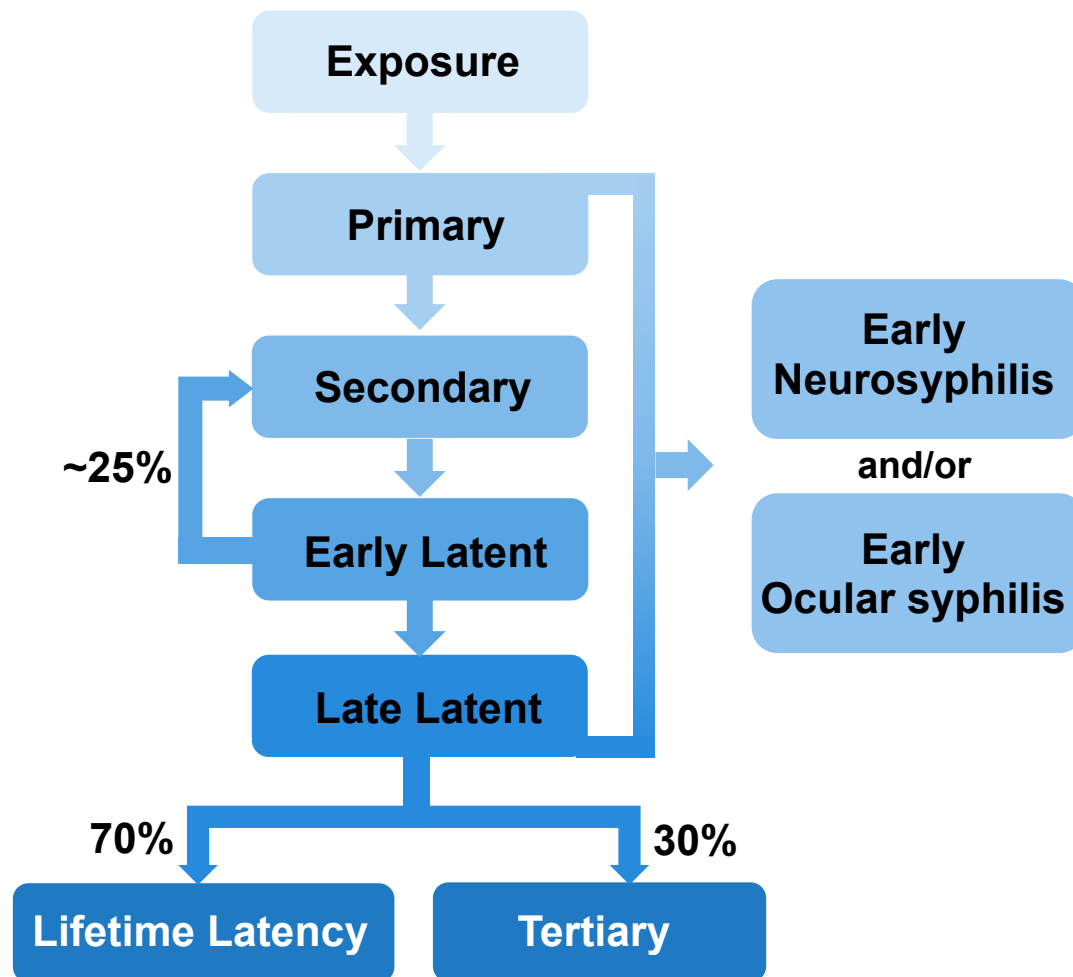 Exposure
Primary
Secondary
~25%
Early Latent
Late Latent
Early
Neurosyphilis
and/or
Early
Ocular syphilis
70%
30%
Lifetime Latency
Tertiary